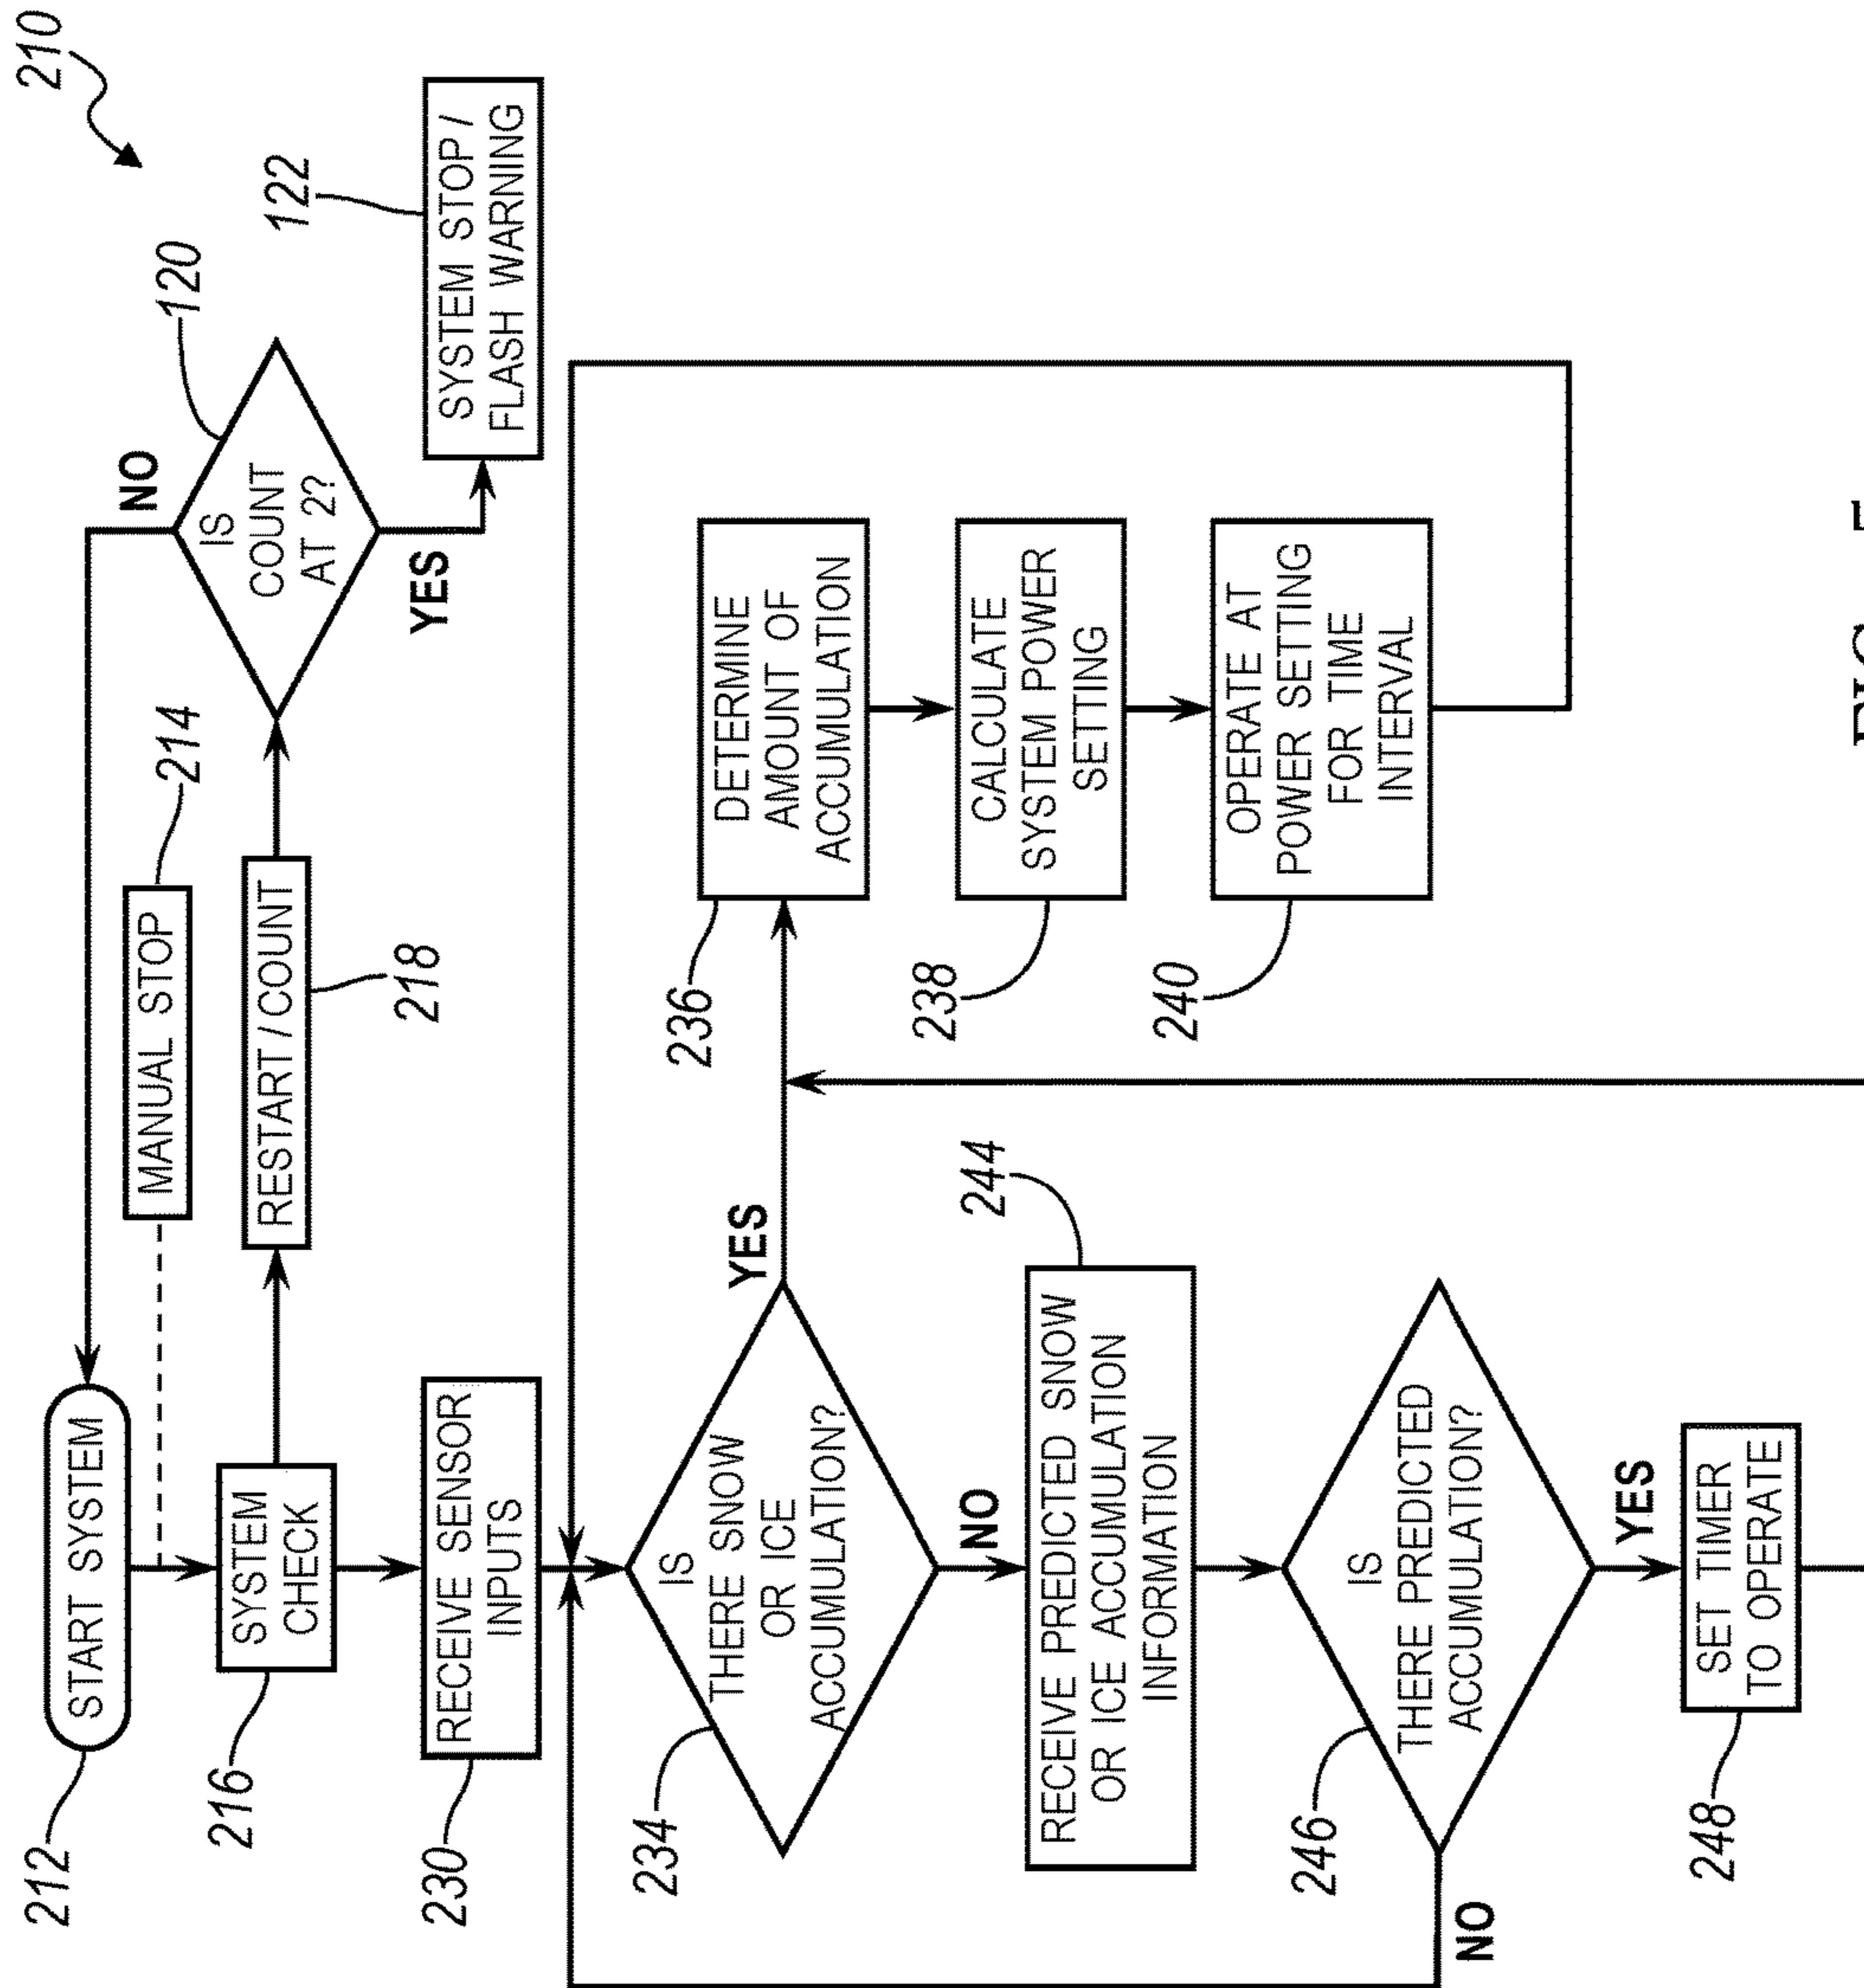 210
212
START SYSTEM
MANUAL STOP
214
216
SYSTEM
CHECK
RESTART / COUNT
218
IS
COUNT
AT 2?
120
NO
YES
122
SYSTEM STOP /
FLASH WARNING
230
RECEIVE SENSOR
INPUTS
234
IS
THERE SNOW
OR ICE
ACCUMULATION?
YES
NO
236
DETERMINE
AMOUNT OF
ACCUMULATION
238
CALCULATE
SYSTEM POWER
SETTING
240
OPERATE AT
POWER SETTING
FOR TIME
INTERVAL
244
RECEIVE PREDICTED SNOW
OR ICE ACCUMULATION
INFORMATION
246
IS
THERE PREDICTED
ACCUMULATION?
NO
YES
248
SET TIMER
TO OPERATE